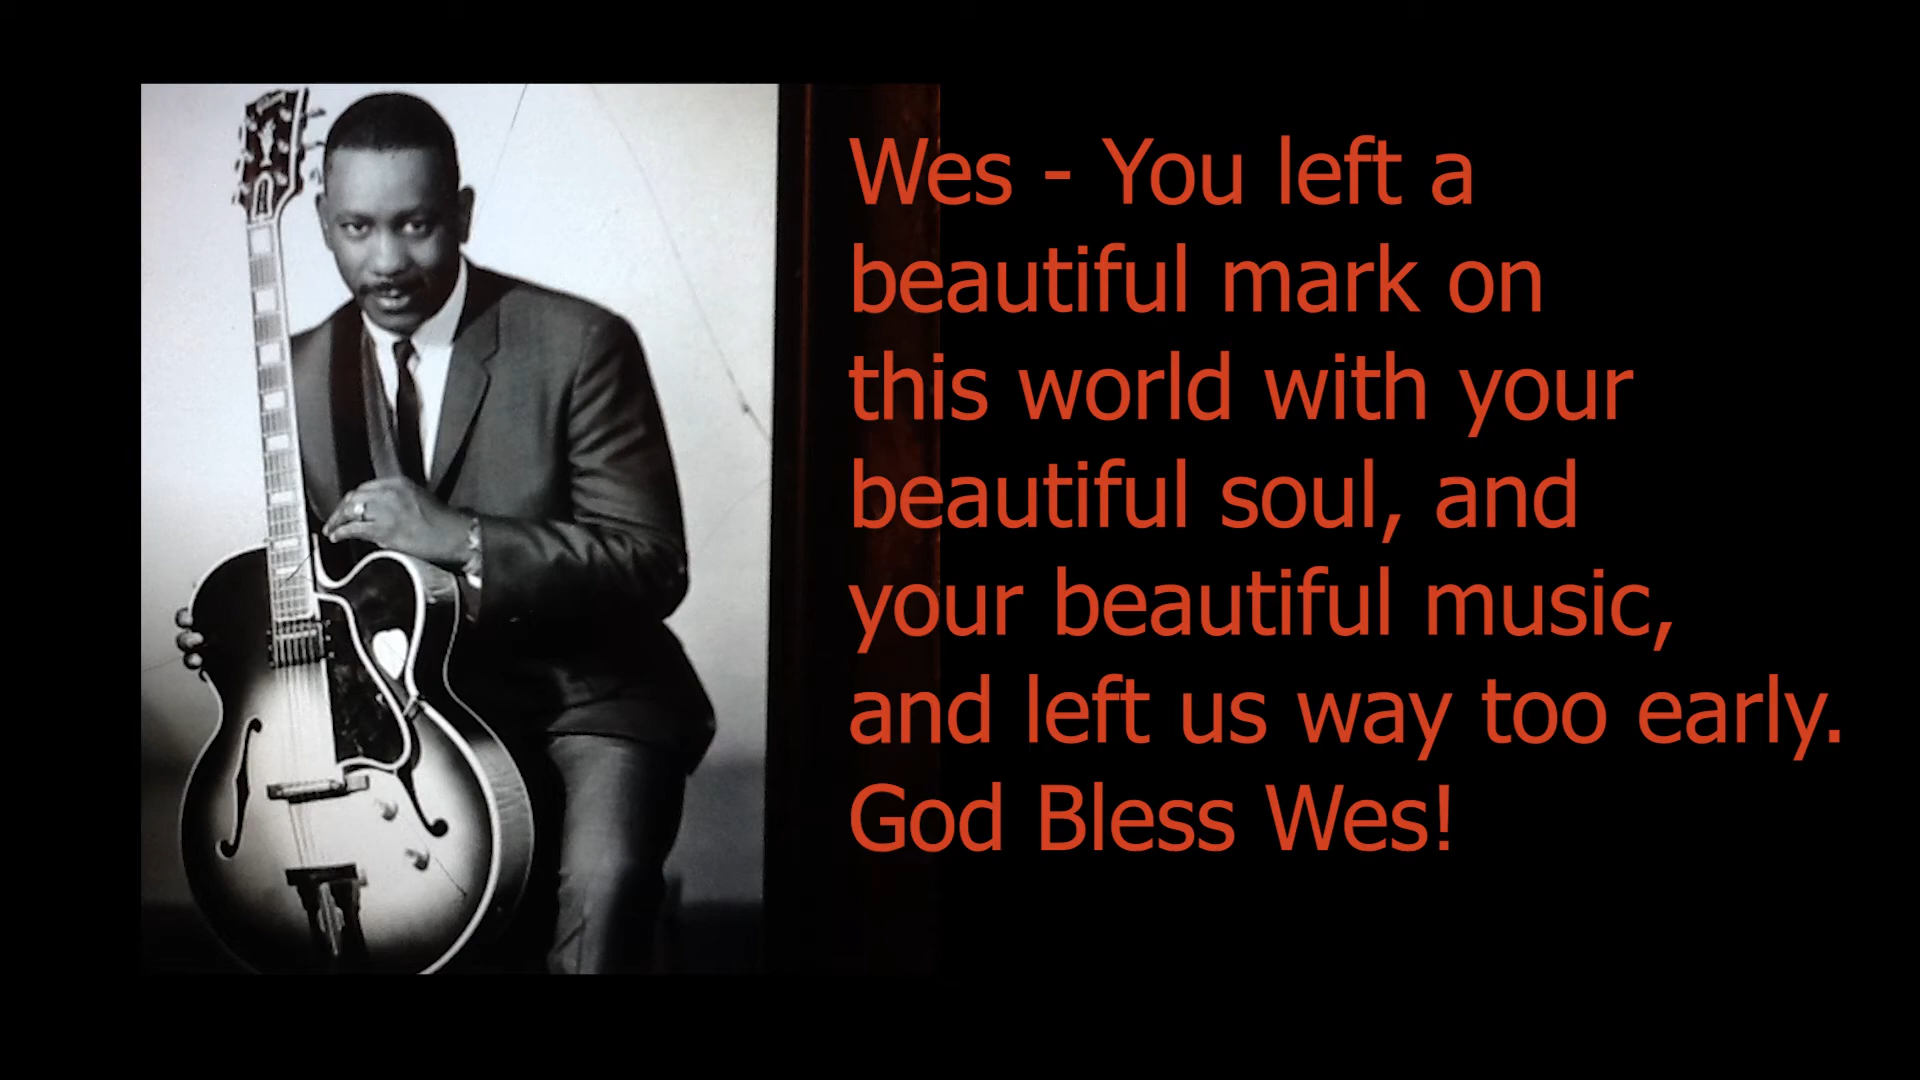 Wes - You left a
beautiful mark on
this world with your
beautiful soul, and
your beautiful music,
and left us way too early.
God Bless Wes!